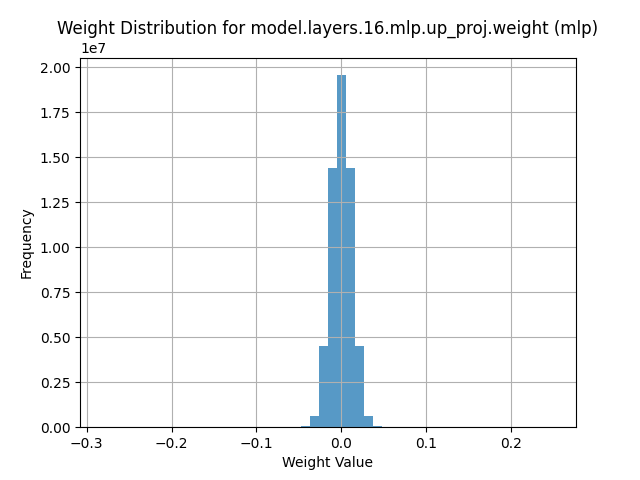 Weight Distribution for model.layers.16.mlp.up_proj.weight (mlp)
1e7
2.00
1.75
1.50
1.25
1.00
0.75
0.50
0.25
0.00
Frequency
−0.3 −0.2 −0.1 0.0 0.1 0.2
Weight Value